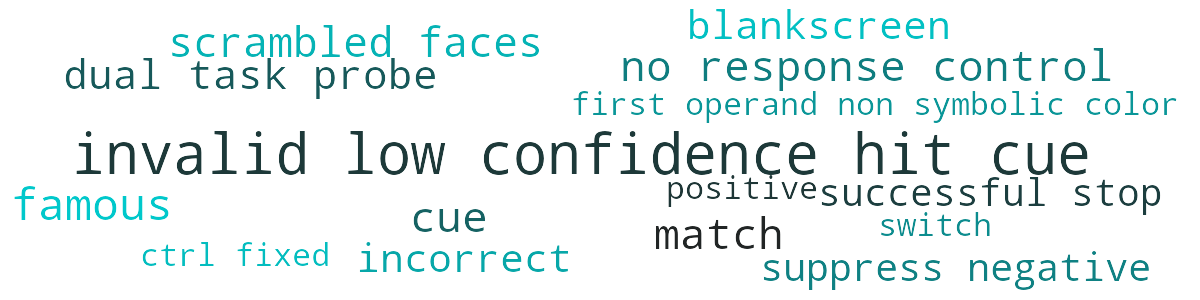 blankscreen
scrambled faces
no response control
dual task probe
first operand non symbolic color
invalid low confidence hit cue
positive
successful stop
famous
cue
switch
match
ctrl fixed
incorrect
suppress negative